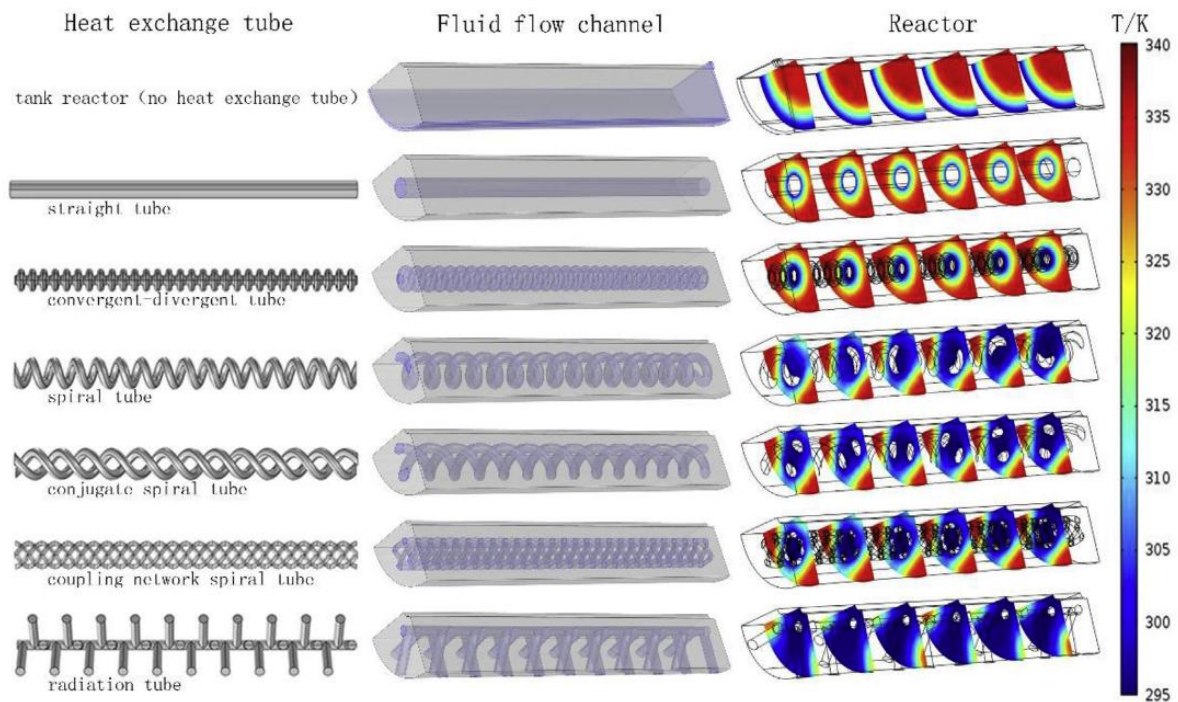 Heat exchange tube
Fluid flow channel
Reactor
T/K
tank reactor (no heat exchange tube)
straight tube
convergent-divergent tube
spiral tube
conjugate spiral tube
coupling network spiral tube
radiation tube
340
335
330
325
320
315
310
305
300
295